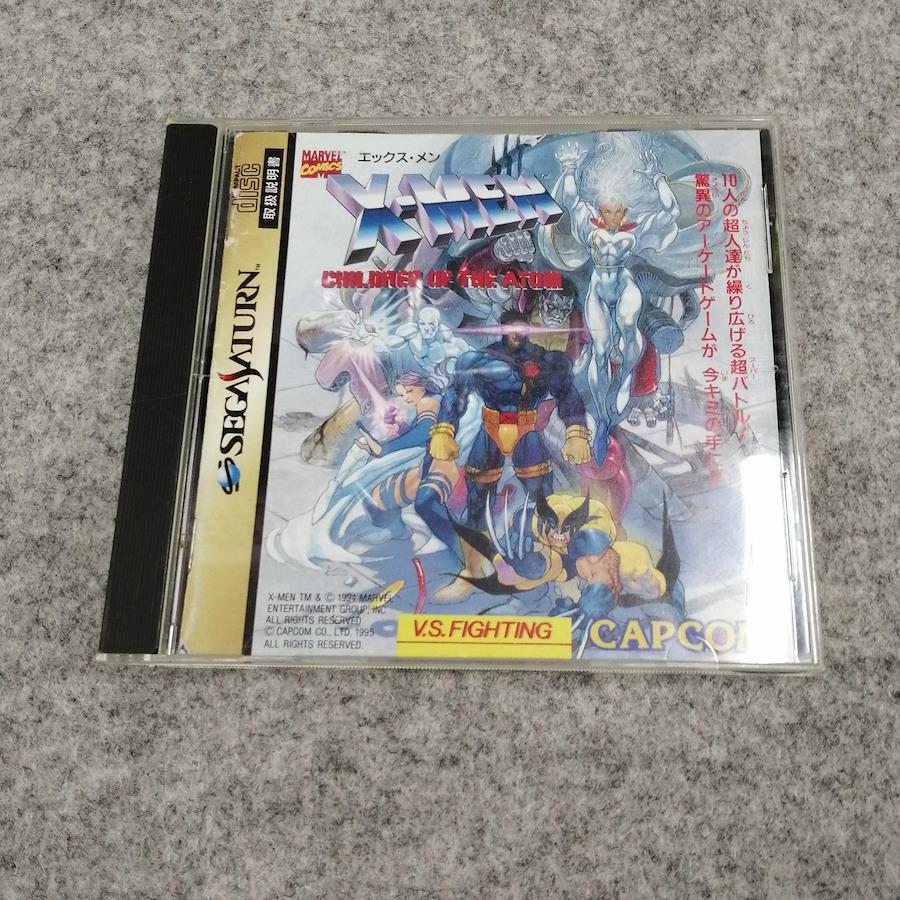 MARVEL
COMICS
エックス・メン
X-MEN
CHILDREN OF THE ATOM
10人の超人達が繰り広げる超バトル
驚異のアーケードゲームが 今キミの手に
COMPACT
disc
取扱説明書
SEGA SATURN™
X-MEN TM & © 1994 MARVEL
ENTERTAINMENT GROUP, INC.
ALL RIGHTS RESERVED
© CAPCOM CO., LTD. 1995
ALL RIGHTS RESERVED.
V.S. FIGHTING
CAPCOM